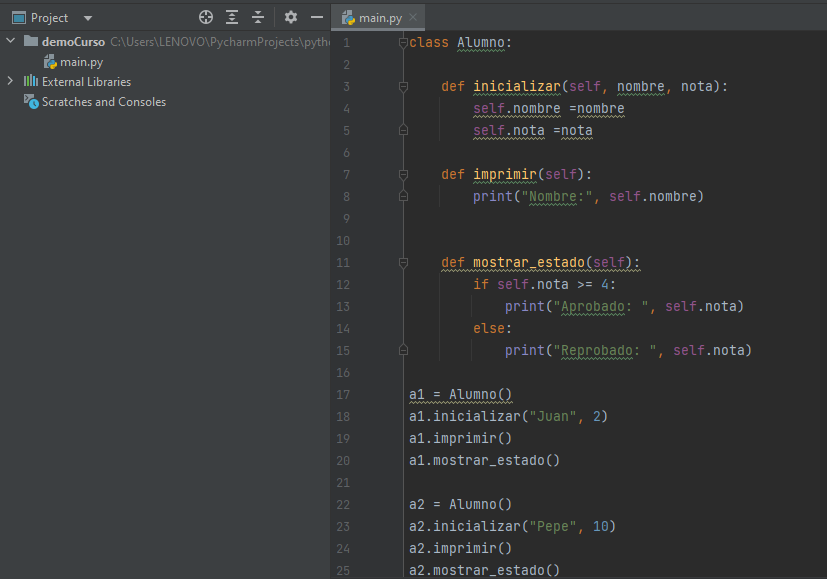 Project
main.py
demoCurso C:\Users\LENOVO\PycharmProjects\pythc
main.py
External Libraries
Scratches and Consoles
1 class Alumno:
2
3 def inicializar(self, nombre, nota):
4 self.nombre =nombre
5 self.nota =nota
6
7 def imprimir(self):
8 print("Nombre:", self.nombre)
9
10
11 def mostrar_estado(self):
12 if self.nota >= 4:
13 print("Aprobado: ", self.nota)
14 else:
15 print("Reprobado: ", self.nota)
16
17 a1 = Alumno()
18 a1.inicializar("Juan", 2)
19 a1.imprimir()
20 a1.mostrar_estado()
21
22 a2 = Alumno()
23 a2.inicializar("Pepe", 10)
24 a2.imprimir()
25 a2.mostrar_estado()